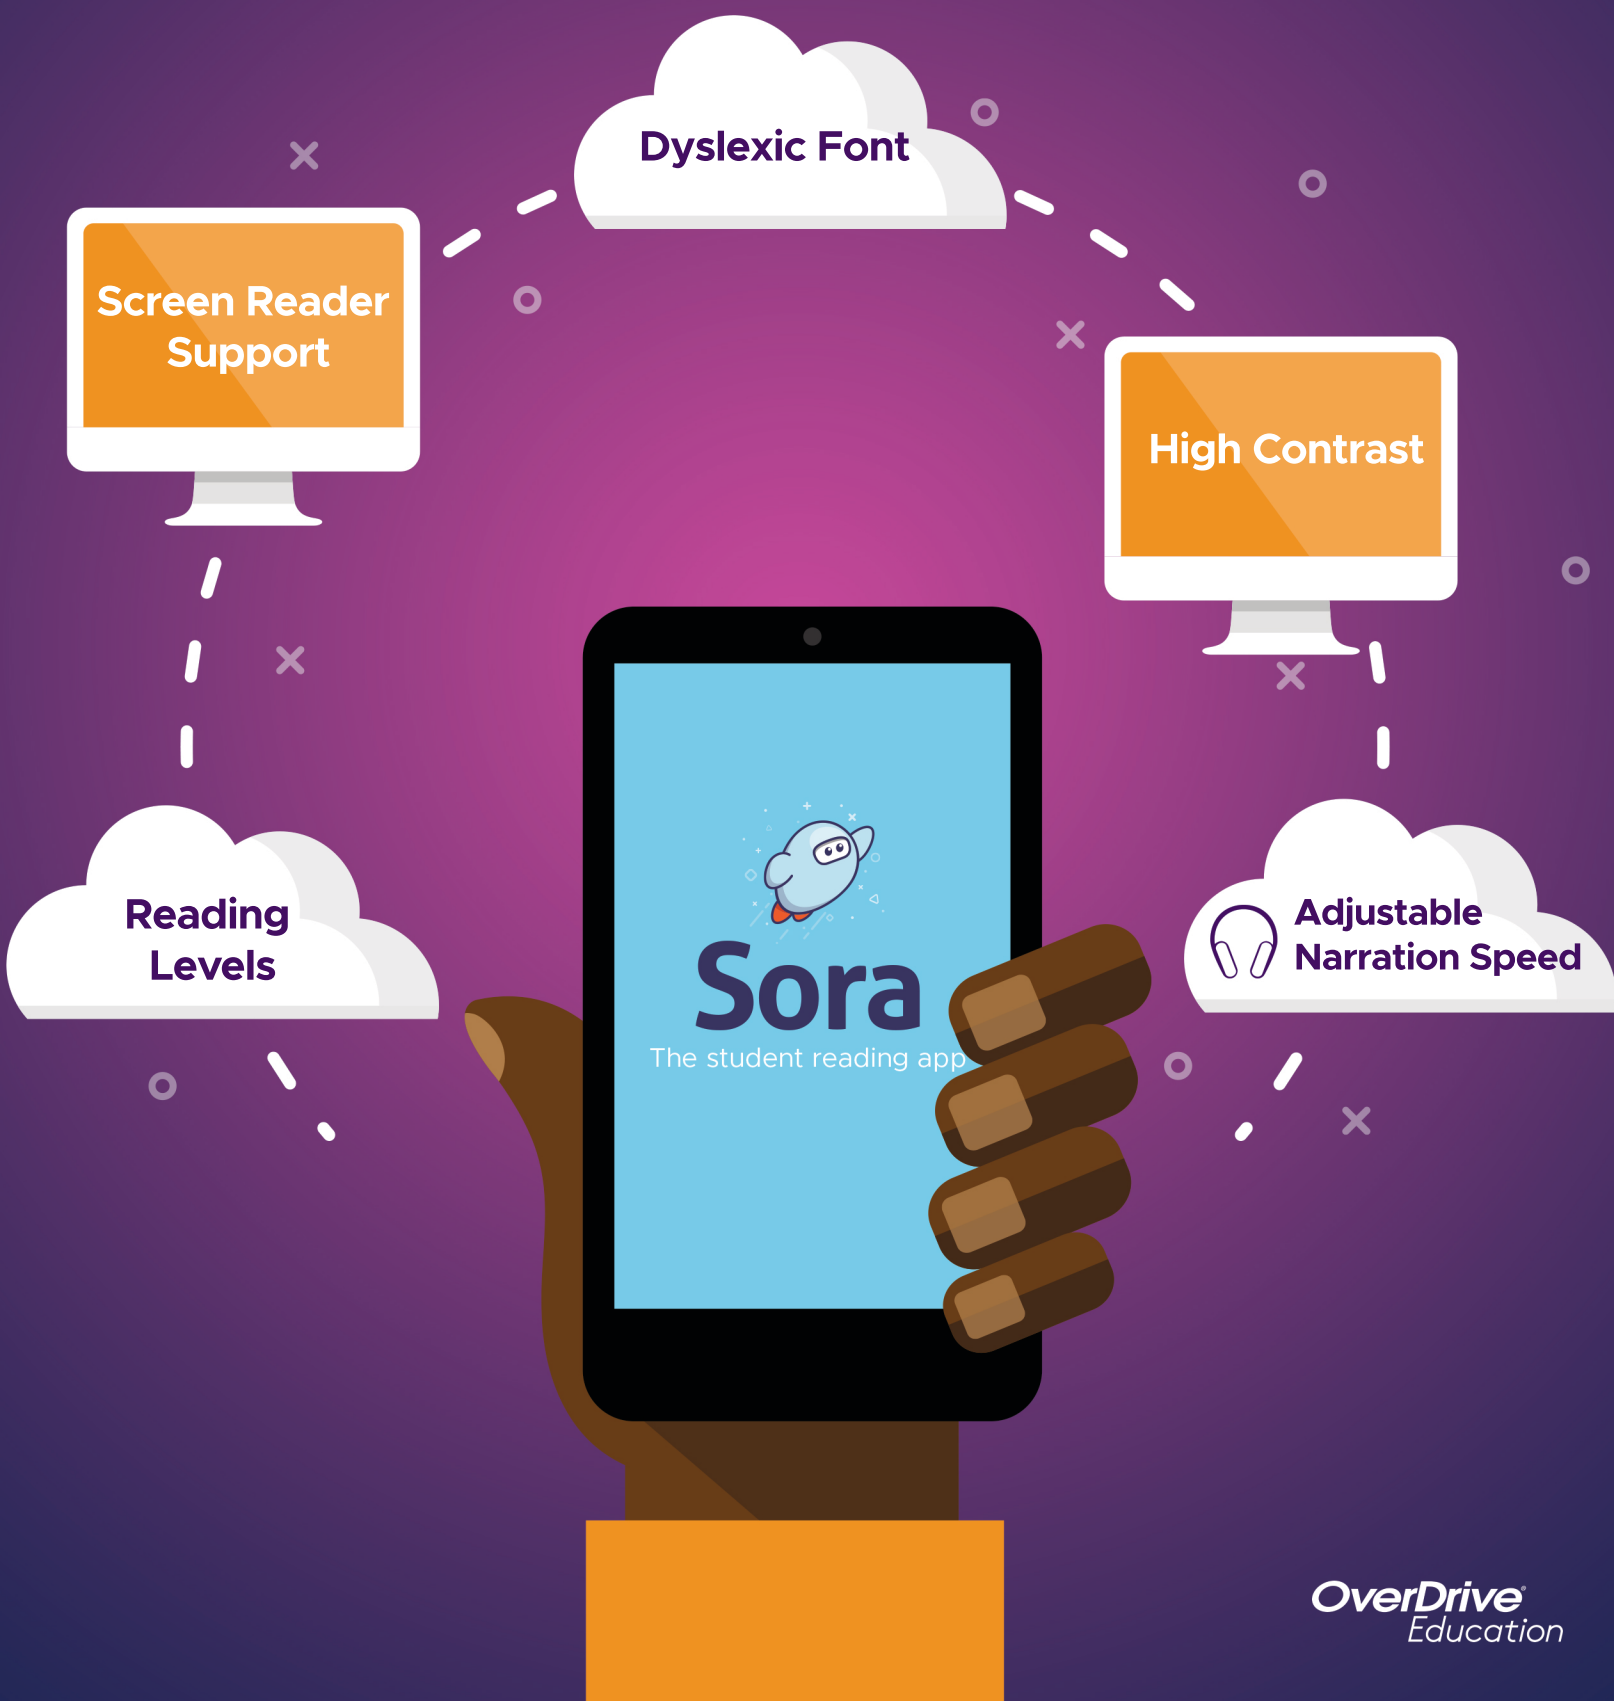 Dyslexic Font
Screen Reader
Support
High Contrast
Reading
Levels
Adjustable
Narration Speed
Sora
The student reading app
OverDrive®
Education